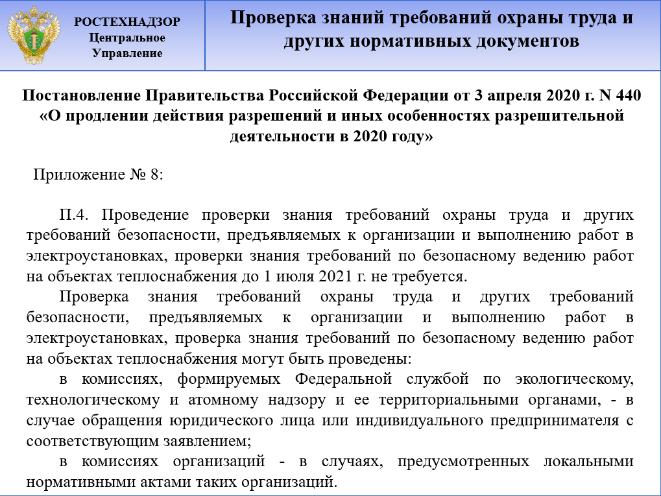 РОСТЕХНАДЗОР
Центральное
Управление
Проверка знаний требований охраны труда и
других нормативных документов
Постановление Правительства Российской Федерации от 3 апреля 2020 г. N 440
«О продлении действия разрешений и иных особенностях разрешительной
деятельности в 2020 году»
Приложение № 8:
П.4. Проведение проверки знания требований охраны труда и других
требований безопасности, предъявляемых к организации и выполнению работ в
электроустановках, проверки знания требований по безопасному ведению работ
на объектах теплоснабжения до 1 июля 2021 г. не требуется.
Проверка знания требований охраны труда и других требований
безопасности, предъявляемых к организации и выполнению работ в
электроустановках, проверка знания требований по безопасному ведению работ
на объектах теплоснабжения могут быть проведены:
в комиссиях, формируемых Федеральной службой по экологическому,
технологическому и атомному надзору и ее территориальными органами, - в
случае обращения юридического лица или индивидуального предпринимателя с
соответствующим заявлением;
в комиссиях организаций - в случаях, предусмотренных локальными
нормативными актами таких организаций.